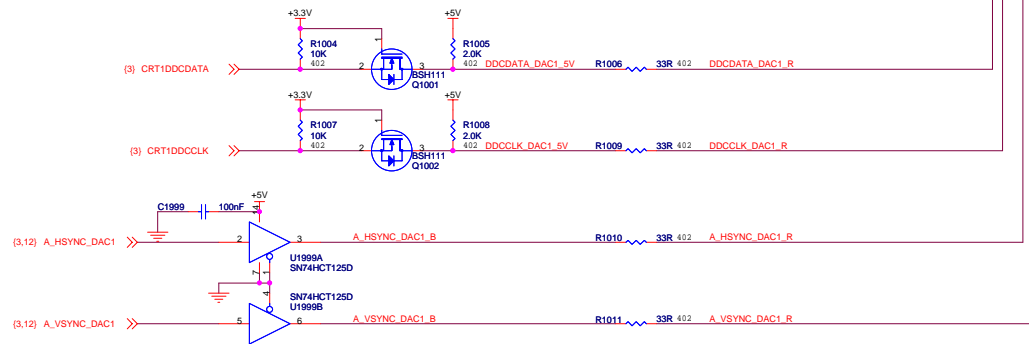 +3.3V
+5V
R1004
10K
402
1
R1005
2.0K
{3} CRT1DDCDATA
2
3
402
DDCDATA_DAC1_5V
R1006
33R
402
DDCDATA_DAC1_R
BSH111
Q1001
+3.3V
+5V
R1007
10K
402
1
R1008
2.0K
{3} CRT1DDCCLK
2
3
402
DDCCLK_DAC1_5V
R1009
33R
402
DDCCLK_DAC1_R
BSH111
Q1002
+5V
C1999
100nF
14
{3,12} A_HSYNC_DAC1
2
3
A_HSYNC_DAC1_B
R1010
33R
402
A_HSYNC_DAC1_R
U1999A
SN74HCT125D
7
1
4
SN74HCT125D
U1999B
{3,12} A_VSYNC_DAC1
5
6
A_VSYNC_DAC1_B
R1011
33R
402
A_VSYNC_DAC1_R